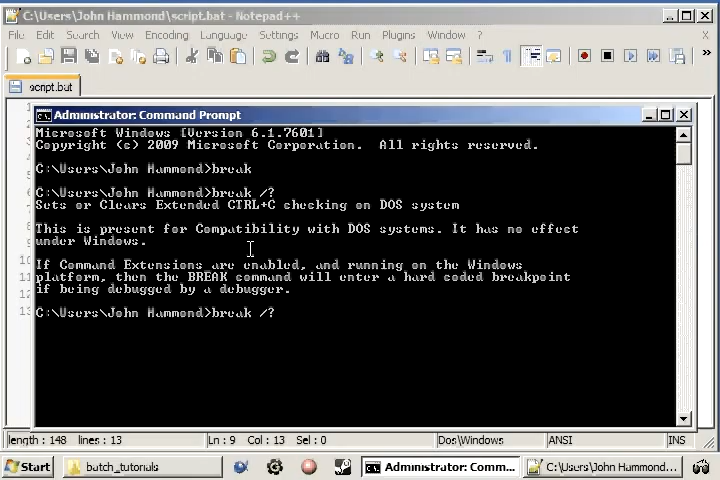 C:\Users\John Hammond\script.bat - Notepad++
File Edit Search View Encoding Language Settings Macro Run Plugins Window ? X
script.bat
Administrator: Command Prompt
Microsoft Windows [Version 6.1.7601]
Copyright (c) 2009 Microsoft Corporation. All rights reserved.
C:\Users\John Hammond>break
C:\Users\John Hammond>break /?
Sets or Clears Extended CTRL+C checking on DOS system
This is present for Compatibility with DOS systems. It has no effect
under Windows.
If Command Extensions are enabled, and running on the Windows
platform, then the BREAK command will enter a hard coded breakpoint
if being debugged by a debugger.
C:\Users\John Hammond>break /?
length : 148 lines : 13 Ln : 9 Col : 13 Sel : 0 Dos\Windows ANSI INS
Start batch_tutorials Administrator: Comm... C:\Users\John Hammond...